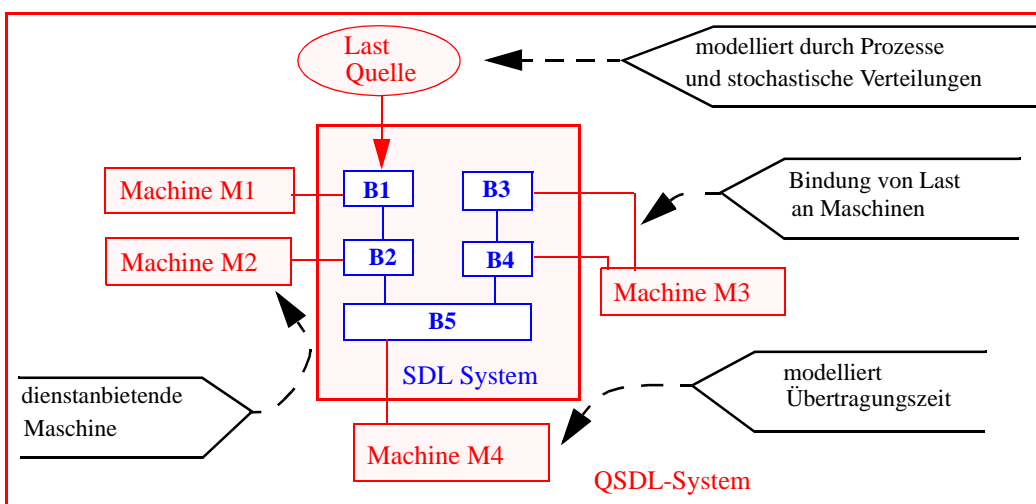 Last
Quelle
modelliert durch Prozesse
und stochastische Verteilungen
Machine M1
B1
B3
Bindung von Last
an Maschinen
Machine M2
B2
B4
Machine M3
B5
SDL System
dienstanbietende
Maschine
modelliert
Übertragungszeit
Machine M4
QSDL-System